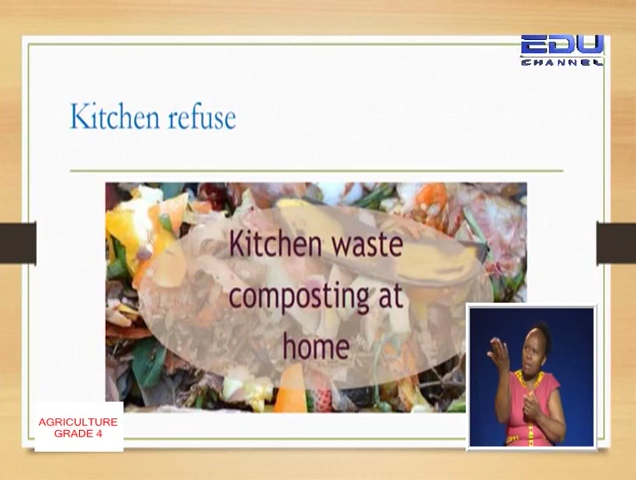 EDU
CHANNEL
Kitchen refuse
Kitchen waste
composting at
home
AGRICULTURE
GRADE 4